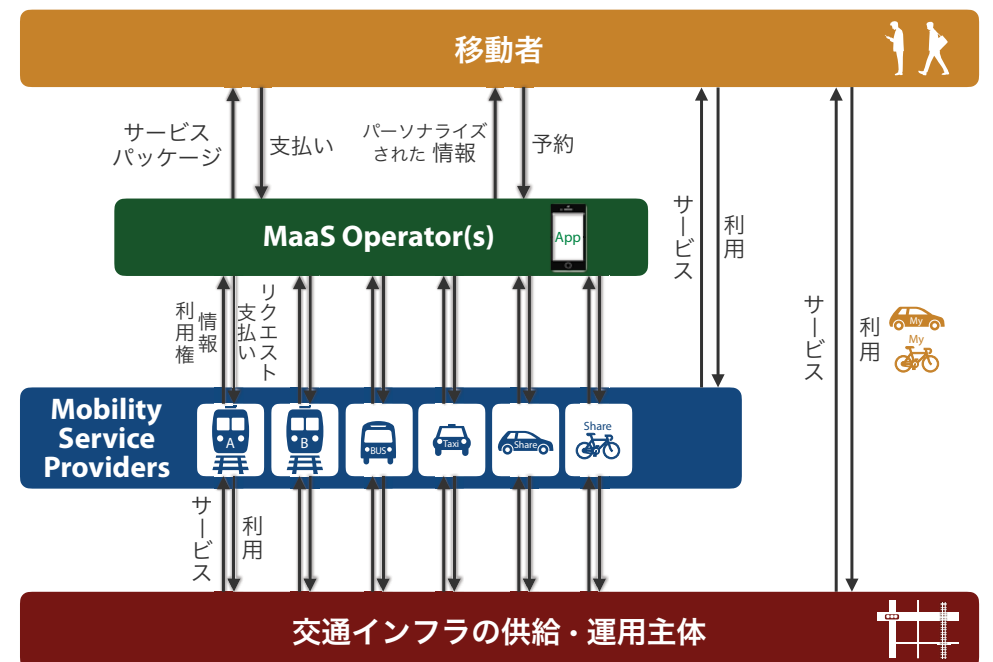 移動者
サービス
パッケージ
支払い
パーソナライズ
された 情報
予約
サービス
利用
MaaS Operator(s)
App
利用権
情報
支払い
リクエスト
サービス
利用
My
My
Mobility
Service
Providers
A
B
BUS
Taxi
Share
Share
サービス
利用
交通インフラの供給・運用主体